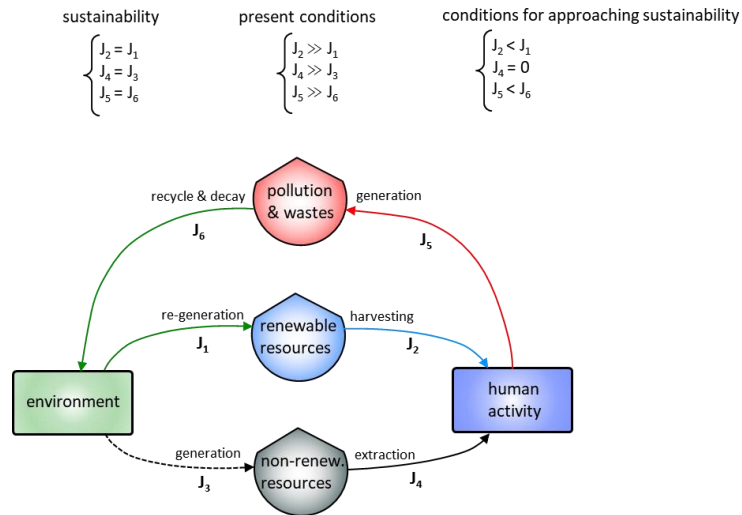 sustainability
J₂ = J₁
J₄ = J₃
J₅ = J₆
present conditions
J₂ ≫ J₁
J₄ ≫ J₃
J₅ ≫ J₆
conditions for approaching sustainability
J₂ < J₁
J₄ = 0
J₅ < J₆
recycle & decay
J₆
pollution
& wastes
generation
J₅
re-generation
J₁
renewable
resources
harvesting
J₂
environment
human
activity
generation
J₃
non-renew.
resources
extraction
J₄